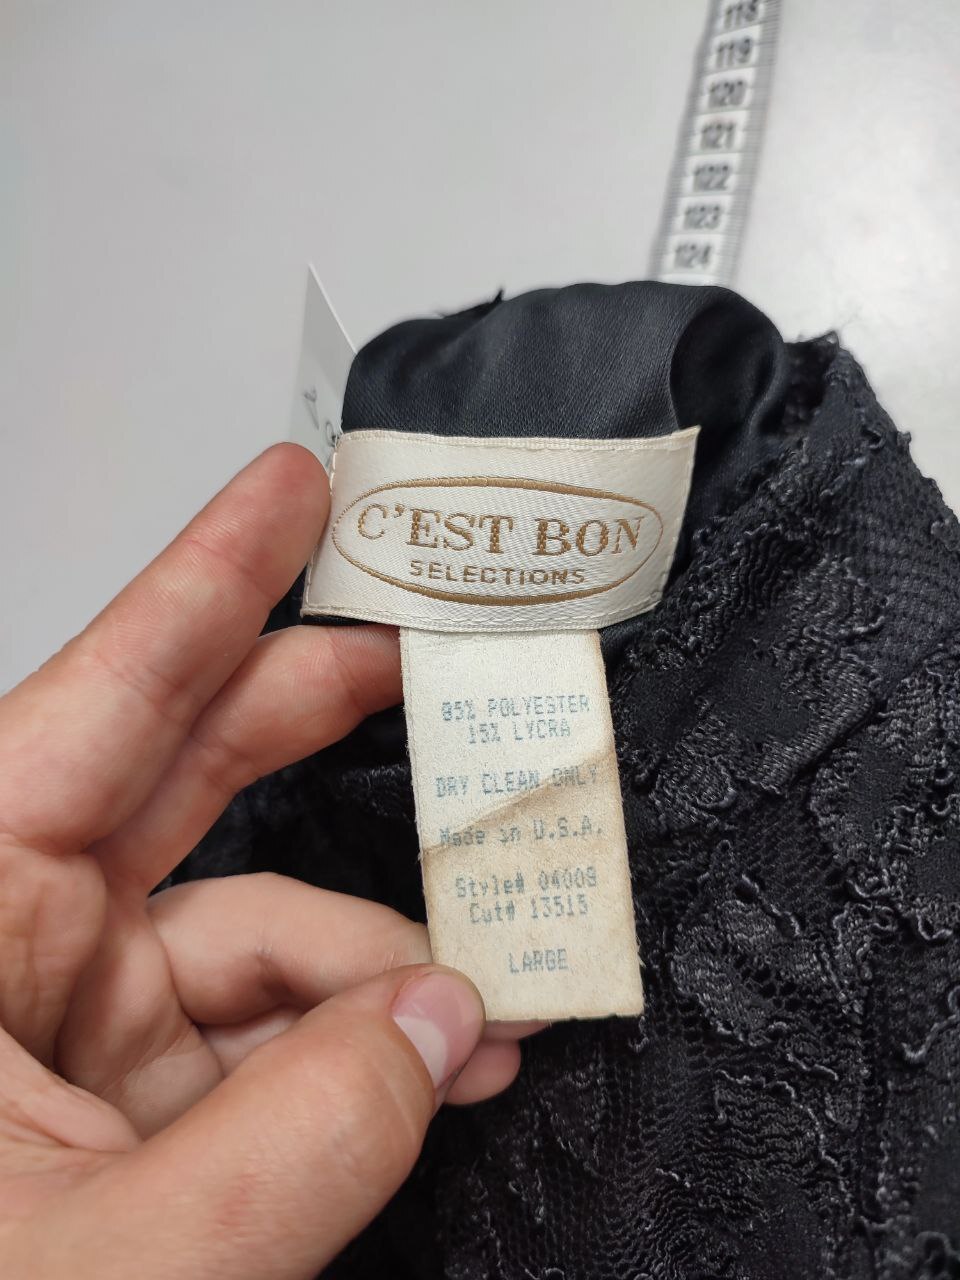 118
119
120
121
122
123
124
C'EST BON
SELECTIONS
85% POLYESTER
15% LYCRA
DRY CLEAN ONLY
Made in U.S.A.
Style# 04009
Cut# 13515
LARGE